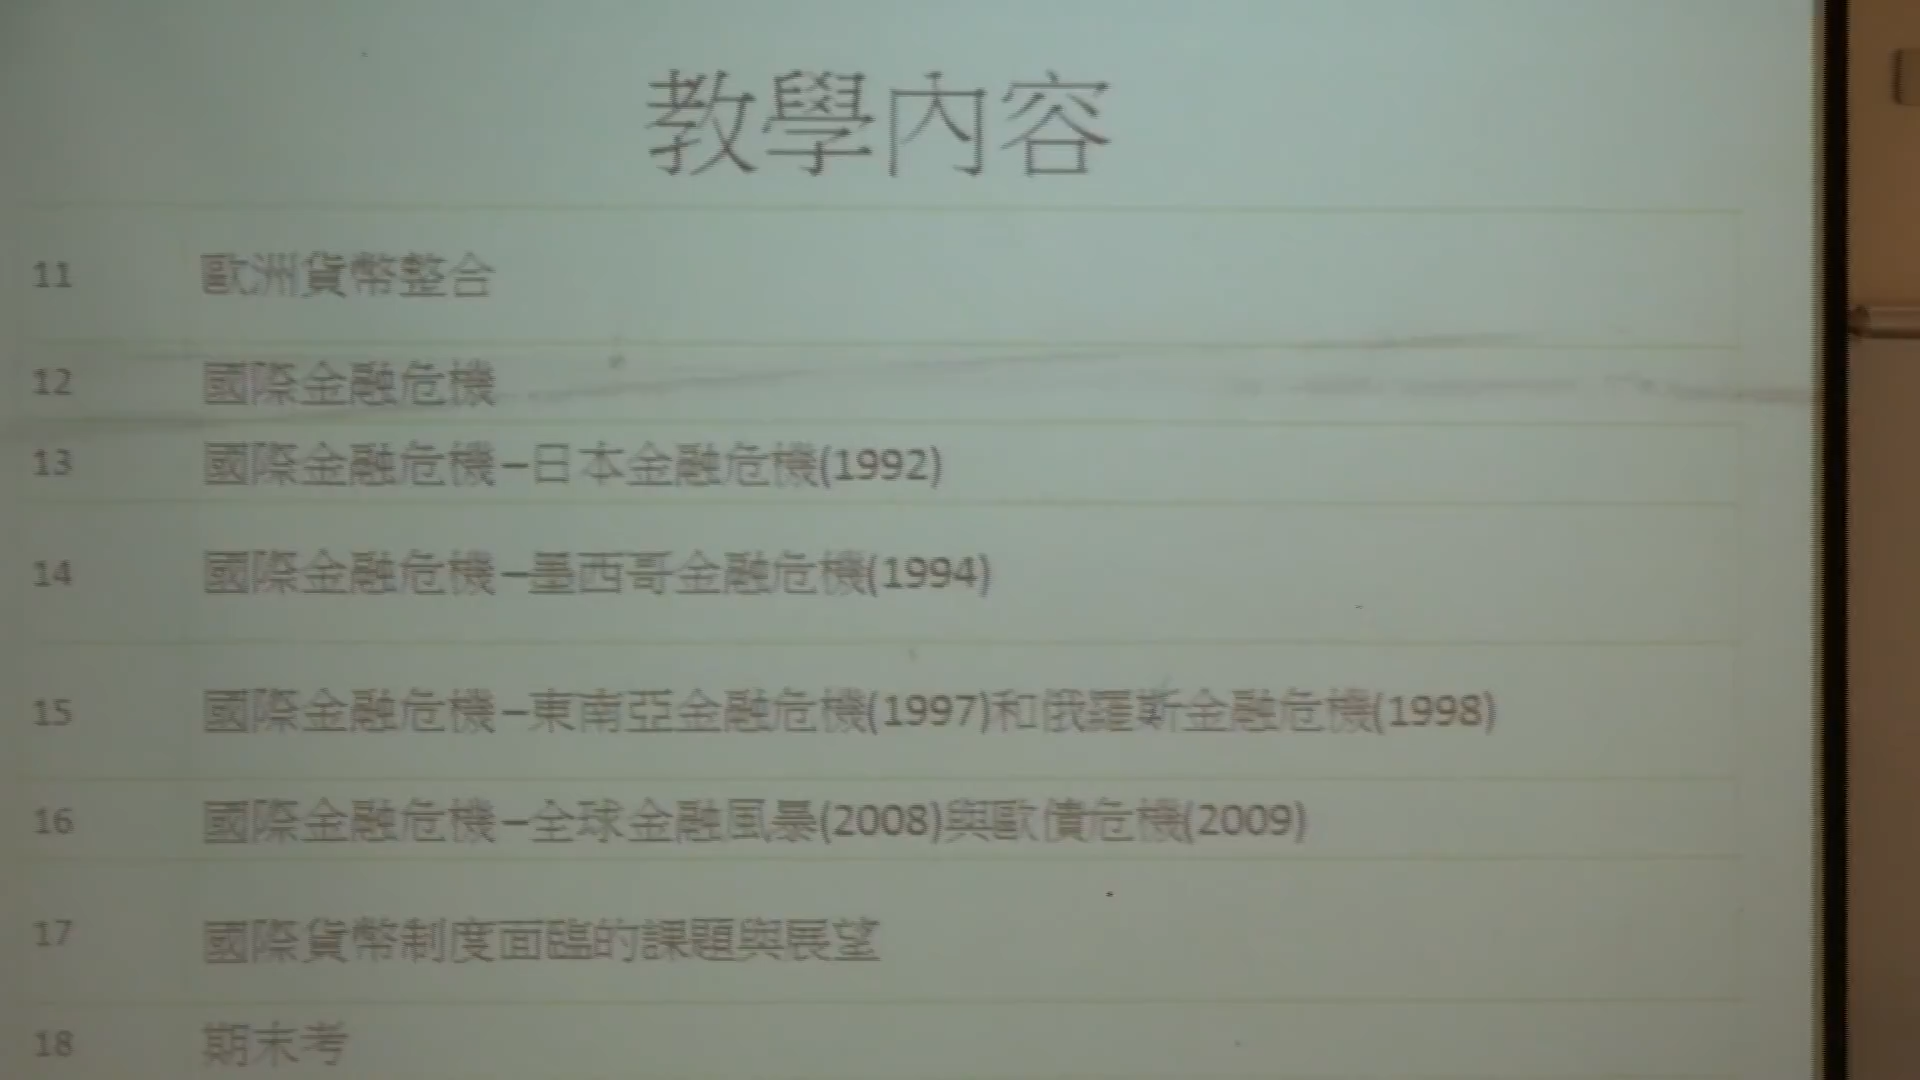 教學內容
11 歐洲貨幣整合
12 國際金融危機
13 國際金融危機–日本金融危機(1992)
14 國際金融危機–墨西哥金融危機(1994)
15 國際金融危機–東南亞金融危機(1997)和俄羅斯金融危機(1998)
16 國際金融危機–全球金融風暴(2008)與歐債危機(2009)
17 國際貨幣制度面臨的課題與展望
18 期末考